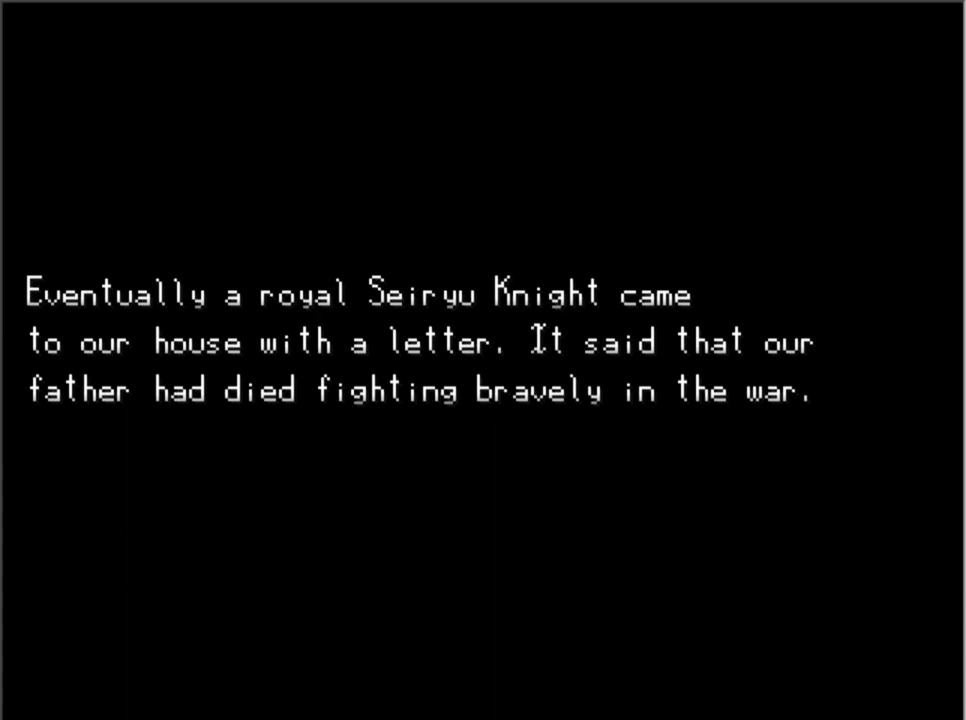 Eventually a royal Seiryu Knight came
to our house with a letter. It said that our
father had died fighting bravely in the war.